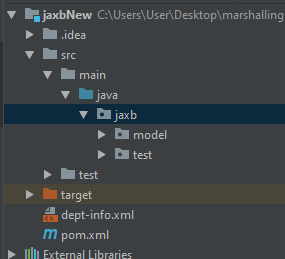 jaxbNew C:\Users\User\Desktop\marshalling
.idea
src
main
java
jaxb
model
test
test
target
dept-info.xml
pom.xml
External Libraries